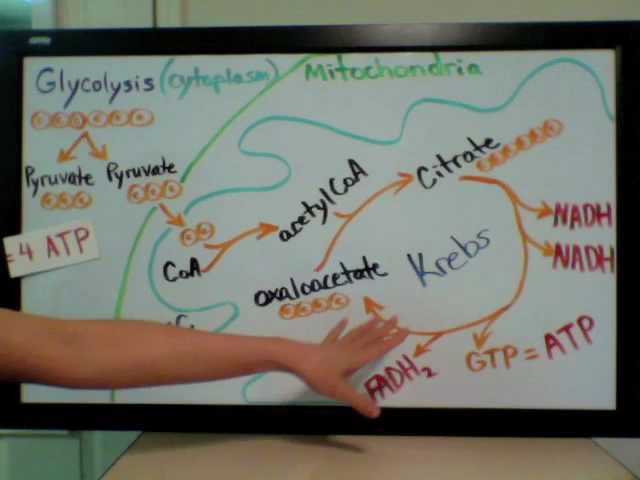 Glycolysis (cytoplasm)
Mitochondria
C C C C C C
Pyruvate
Pyruvate
C C C
C C C
= 4 ATP
C C
CoA
acetyl CoA
Citrate
C C C C C C
NADH
NADH
Krebs
oxaloacetate
C C C C
FADH2
GTP = ATP